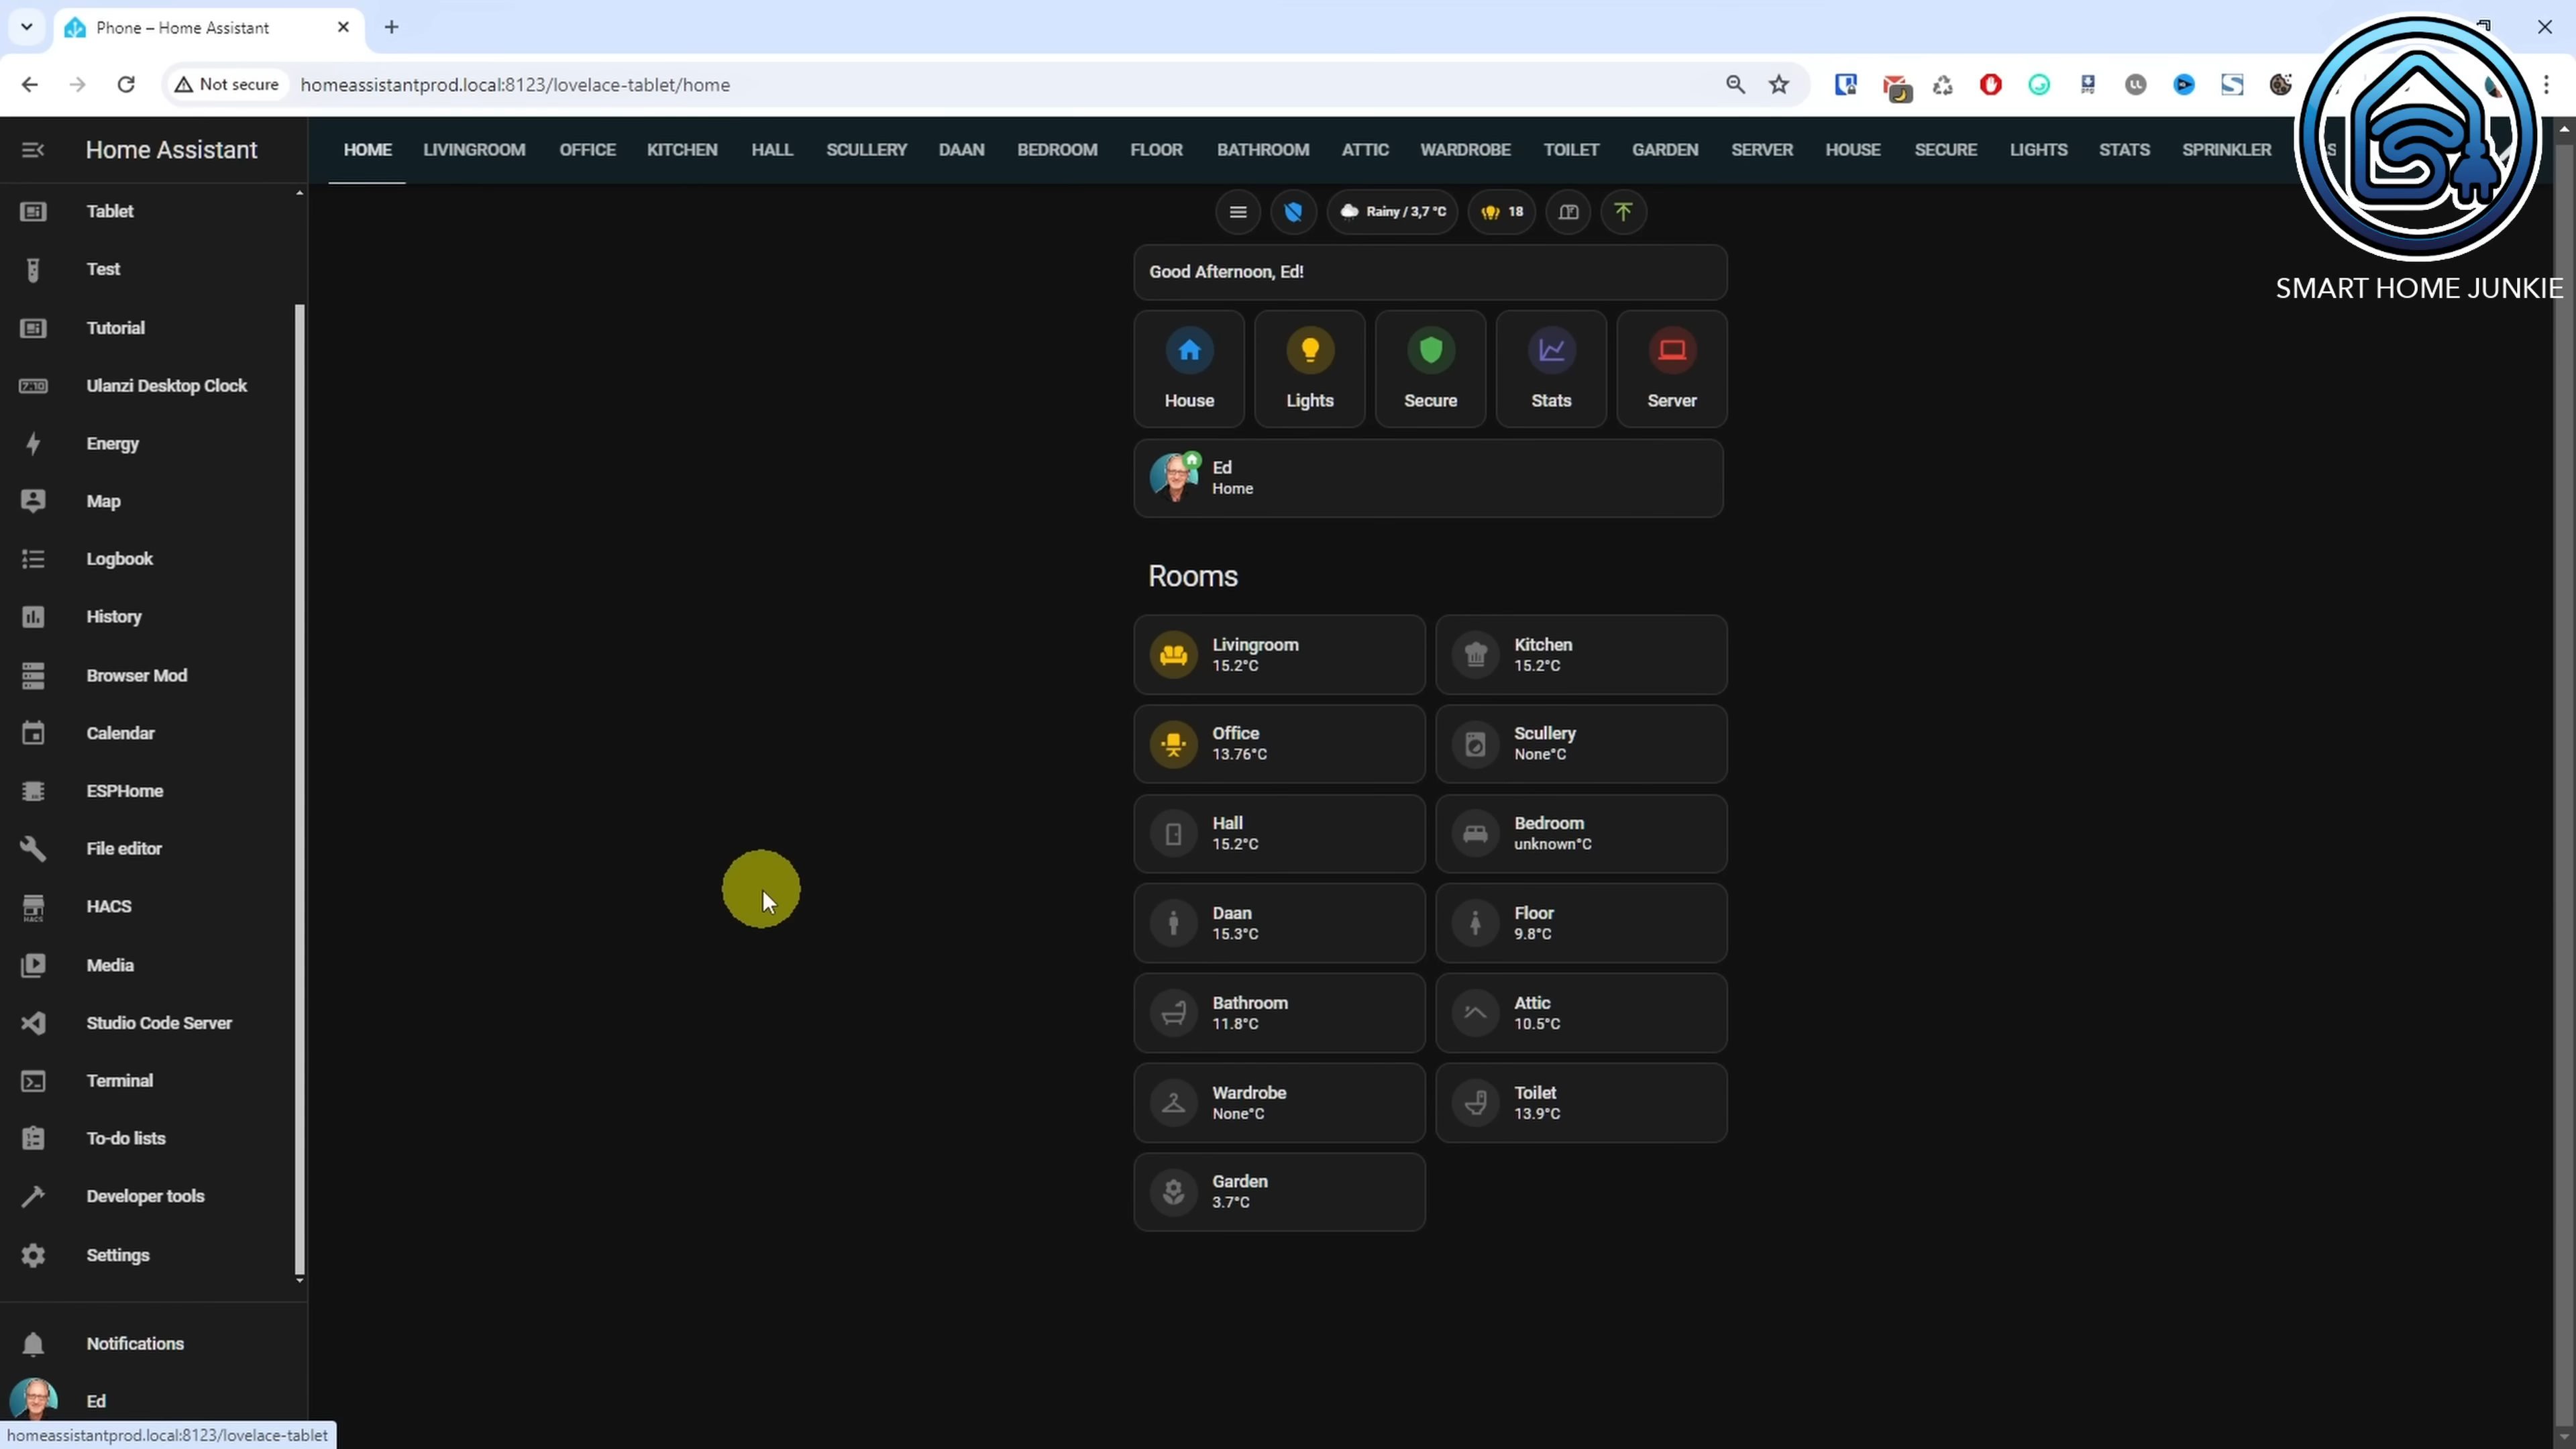 Phone – Home Assistant
Not secure
homeassistantprod.local:8123/lovelace-tablet/home
Home Assistant
HOME LIVINGROOM OFFICE KITCHEN HALL SCULLERY DAAN BEDROOM FLOOR BATHROOM ATTIC WARDROBE TOILET GARDEN SERVER HOUSE SECURE LIGHTS STATS SPRINKLER
SMART HOME JUNKIE
Tablet
Test
Tutorial
Ulanzi Desktop Clock
Energy
Map
Logbook
History
Browser Mod
Calendar
ESPHome
File editor
HACS
Media
Studio Code Server
Terminal
To-do lists
Developer tools
Settings
Notifications
Ed
homeassistantprod.local:8123/lovelace-tablet
Rainy / 3,7 °C
18
Good Afternoon, Ed!
House
Lights
Secure
Stats
Server
Ed
Home
Rooms
Livingroom
15.2°C
Kitchen
15.2°C
Office
13.76°C
Scullery
None°C
Hall
15.2°C
Bedroom
unknown°C
Daan
15.3°C
Floor
9.8°C
Bathroom
11.8°C
Attic
10.5°C
Wardrobe
None°C
Toilet
13.9°C
Garden
3.7°C